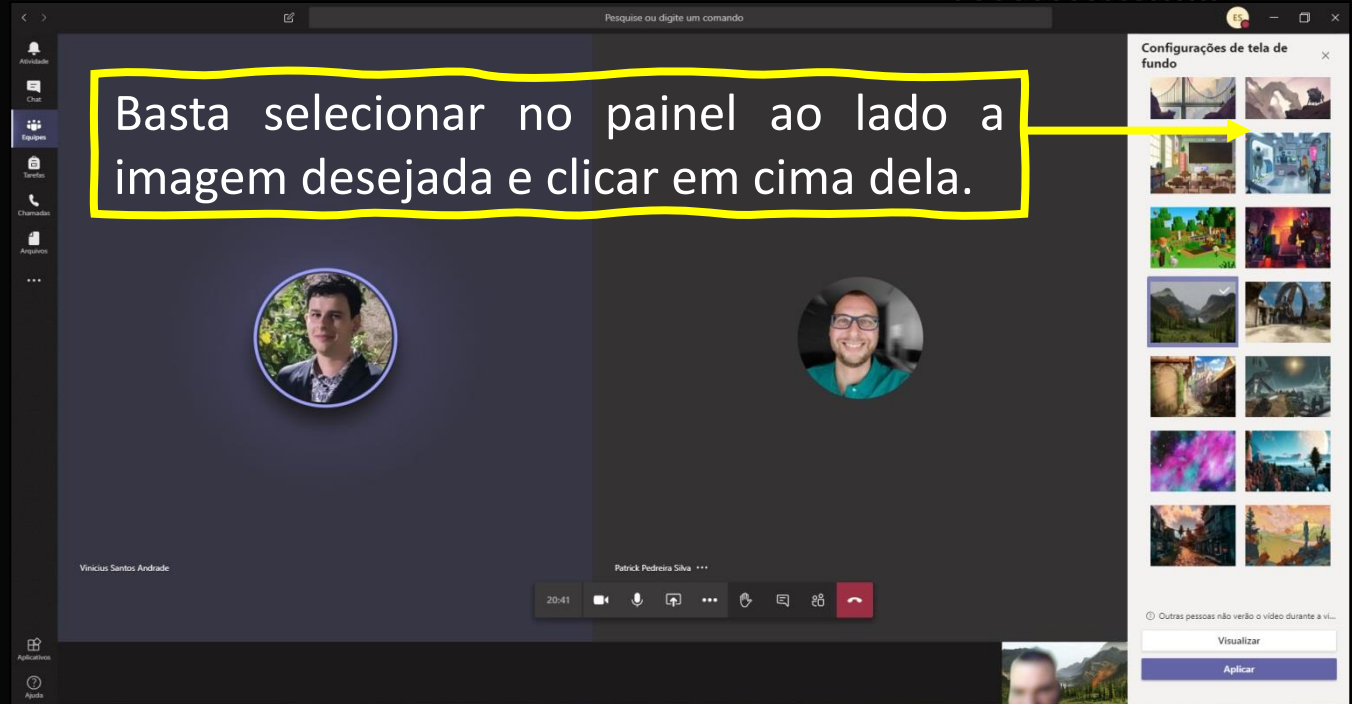 Pesquise ou digite um comando
ES
Atividade
Chat
Equipes
Tarefas
Chamadas
Arquivos
Aplicativos
Ajuda
Basta selecionar no painel ao lado a
imagem desejada e clicar em cima dela.
Vinicius Santos Andrade
Patrick Pedreira Silva
20:41
Configurações de tela de
fundo
Outras pessoas não verão o vídeo durante a vi...
Visualizar
Aplicar